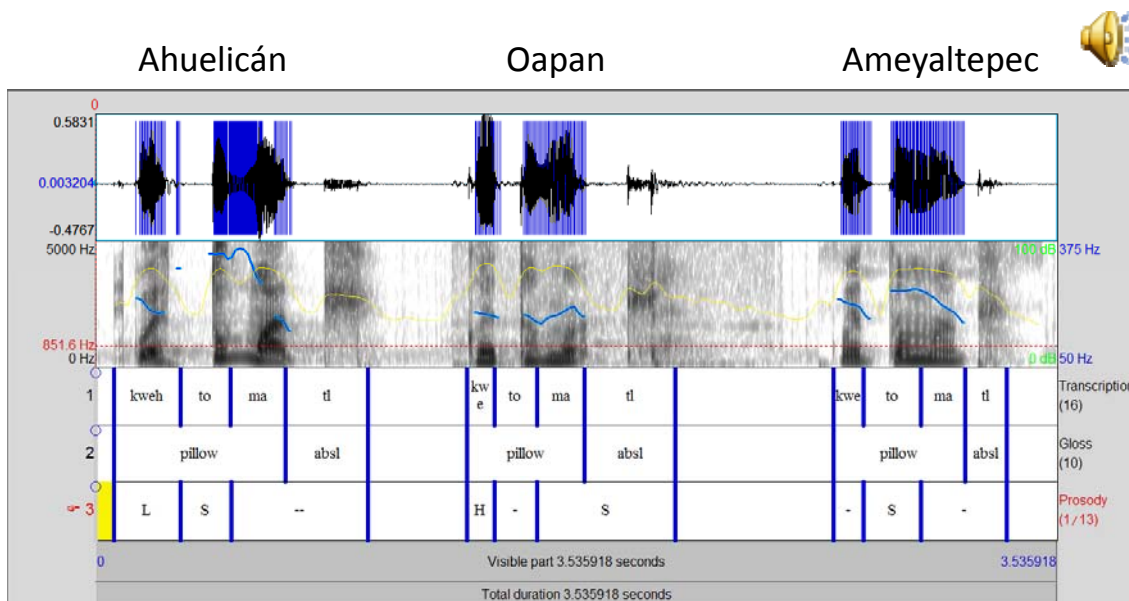 Ahuelicán Oapan Ameyaltepec
0
0.5831
0.003204
-0.4767
5000 Hz 100 dB 375 Hz
851.6 Hz
0 Hz 0 dB 50 Hz
1 kweh to ma tl kw e to ma tl kwe to ma tl Transcription (16)
2 pillow absl pillow absl pillow absl Gloss (10)
3 L S -- H - S - S - Prosody (1/13)
0 Visible part 3.535918 seconds 3.535918
Total duration 3.535918 seconds